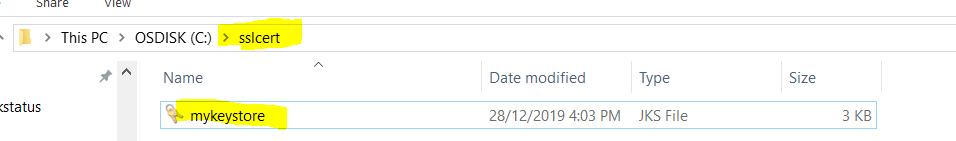 Share View
This PC > OSDISK (C:) > sslcert
Name Date modified Type Size
kstatus
mykeystore 28/12/2019 4:03 PM JKS File 3 KB